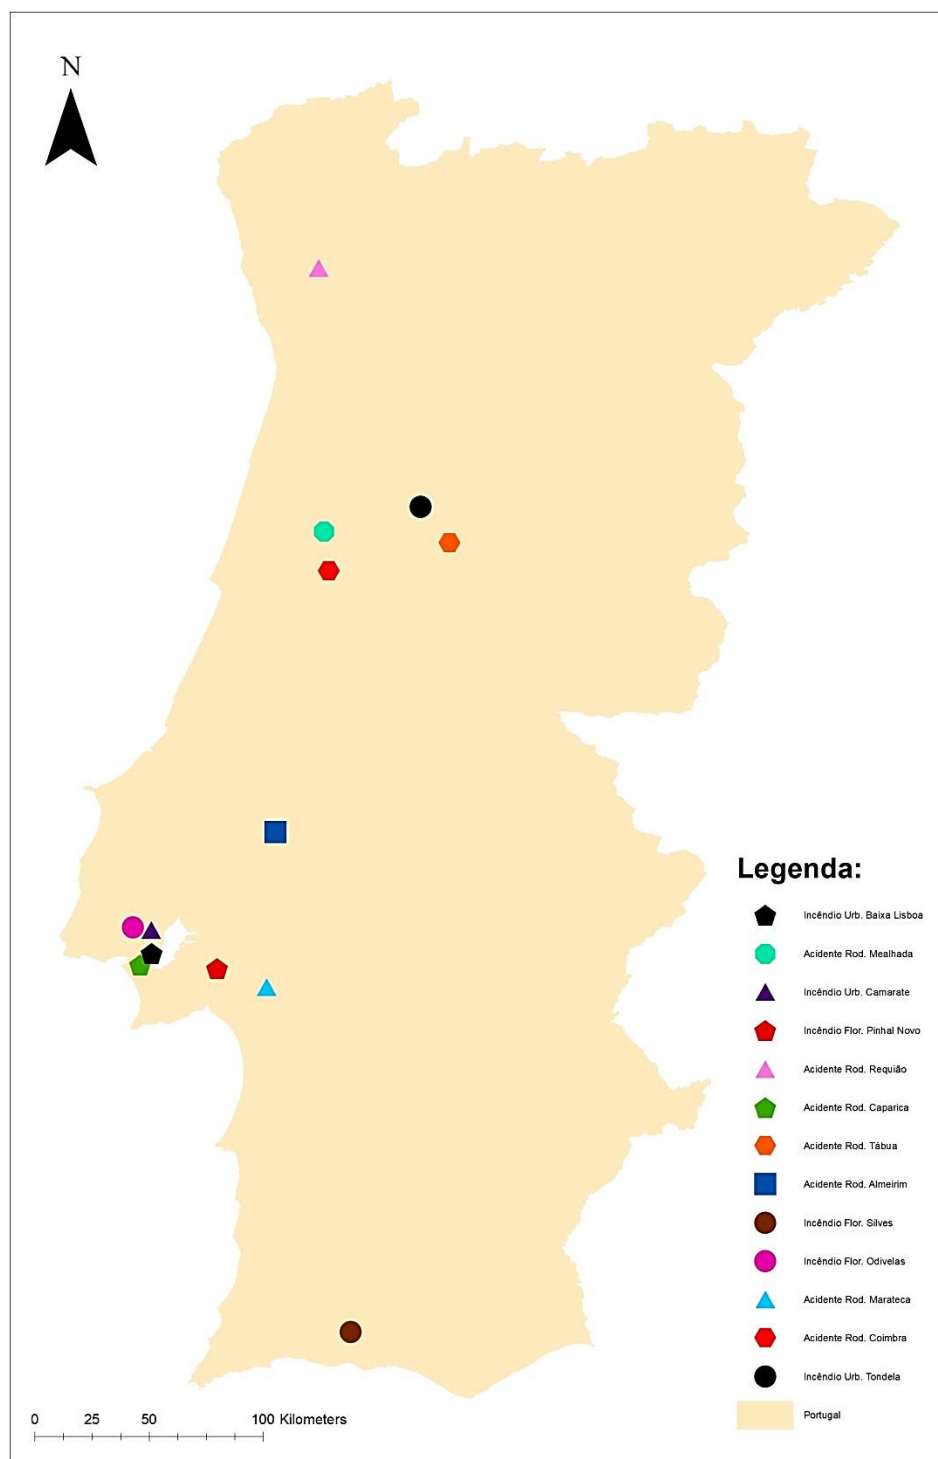 N
Legenda:
Incêndio Urb. Baixa Lisboa
Acidente Rod. Mealhada
Incêndio Urb. Camarate
Incêndio Flor. Pinhal Novo
Acidente Rod. Requião
Acidente Rod. Caparica
Acidente Rod. Tábua
Acidente Rod. Almeirim
Incêndio Flor. Silves
Incêndio Flor. Odivelas
Acidente Rod. Marateca
Acidente Rod. Coimbra
Incêndio Urb. Tondela
Portugal
0 25 50 100 Kilometers